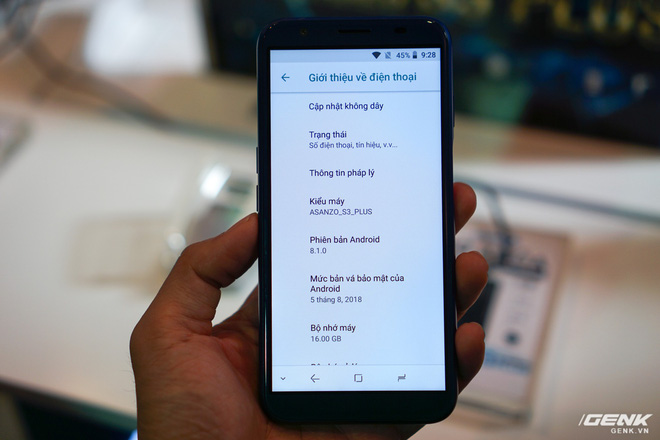 45% 9:28
Giới thiệu về điện thoại
Cập nhật không dây
Trạng thái
Số điện thoại, tín hiệu, v.v...
Thông tin pháp lý
Kiểu máy
ASANZO_S3_PLUS
Phiên bản Android
8.1.0
Mức bản vá bảo mật của
Android
5 tháng 8, 2018
Bộ nhớ máy
16.00 GB
GENK
GENK.VN